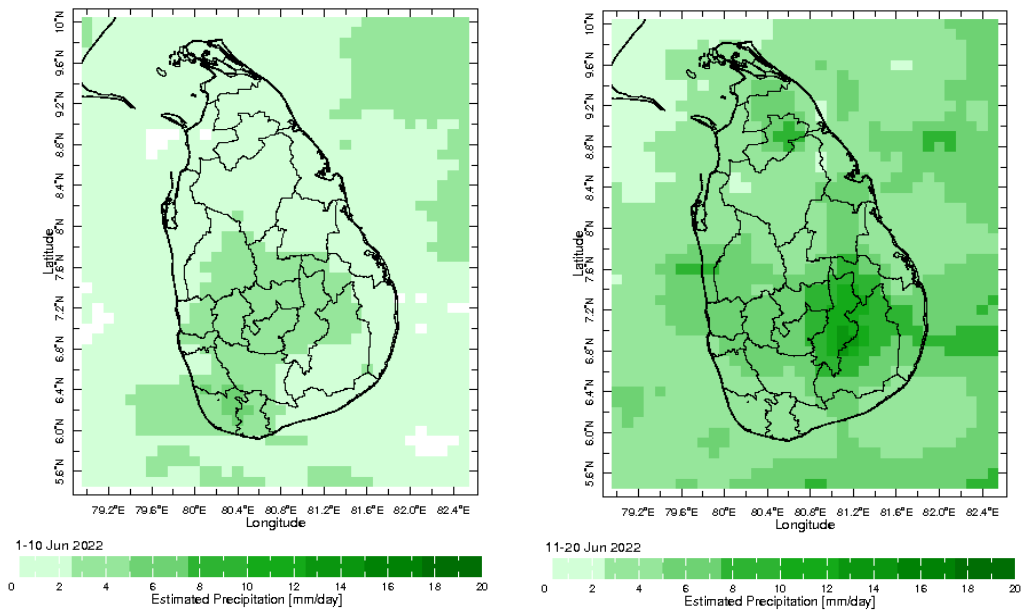 10°N
9.6°N
9.2°N
8.8°N
8.4°N
8°N
7.6°N
7.2°N
6.8°N
6.4°N
6.0°N
5.6°N
Latitude
79.2°E 79.6°E 80°E 80.4°E 80.8°E 81.2°E 81.6°E 82.0°E 82.4°E
Longitude
1-10 Jun 2022
0 2 4 6 8 10 12 14 16 18 20
Estimated Precipitation [mm/day]
10°N
9.6°N
9.2°N
8.8°N
8.4°N
8°N
7.6°N
7.2°N
6.8°N
6.4°N
6.0°N
5.6°N
Latitude
79.2°E 79.6°E 80°E 80.4°E 80.8°E 81.2°E 81.6°E 82.0°E 82.4°E
Longitude
11-20 Jun 2022
0 2 4 6 8 10 12 14 16 18 20
Estimated Precipitation [mm/day]